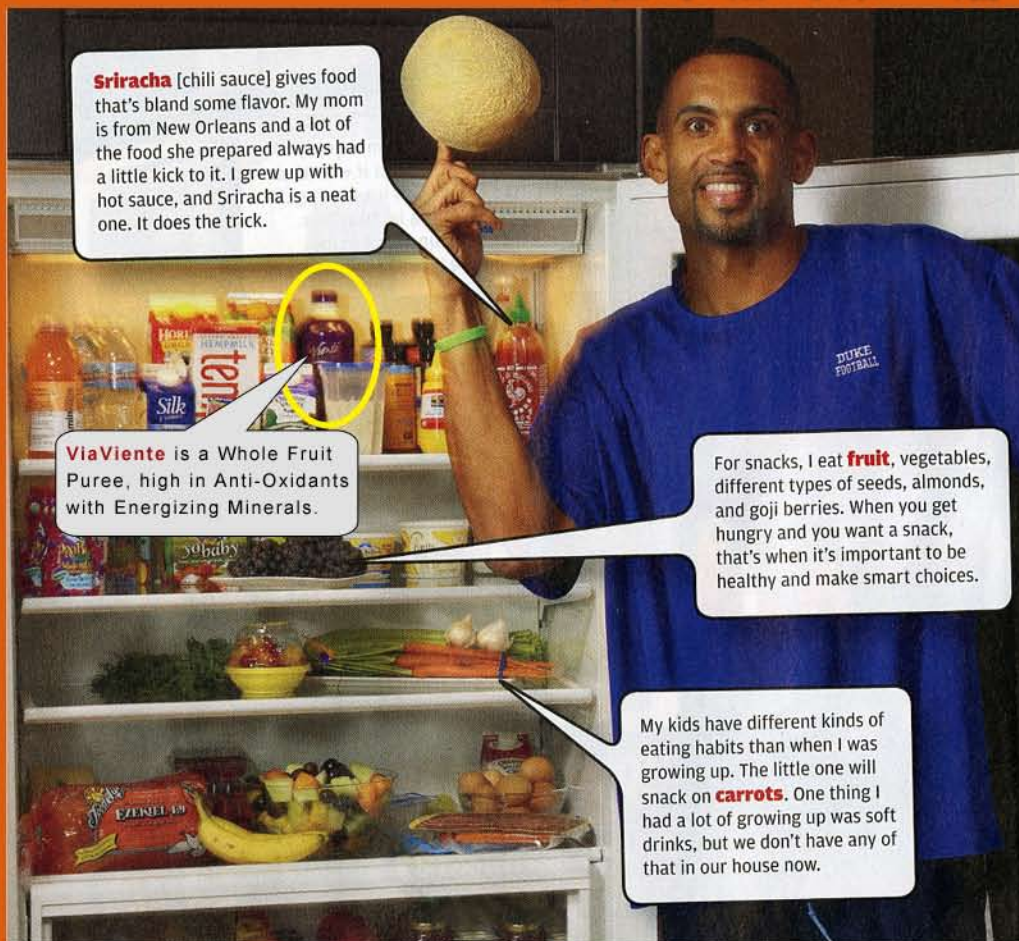 Sriracha [chili sauce] gives food
that's bland some flavor. My mom
is from New Orleans and a lot of
the food she prepared always had
a little kick to it. I grew up with
hot sauce, and Sriracha is a neat
one. It does the trick.
DUKE
FOOTBALL
HEMPMILK
Silk
ViaViente is a Whole Fruit
Puree, high in Anti-Oxidants
with Energizing Minerals.
For snacks, I eat fruit, vegetables,
different types of seeds, almonds,
and goji berries. When you get
hungry and you want a snack,
that's when it's important to be
healthy and make smart choices.
My kids have different kinds of
eating habits than when I was
growing up. The little one will
snack on carrots. One thing I
had a lot of growing up was soft
drinks, but we don't have any of
that in our house now.
EZEKIEL 4:9